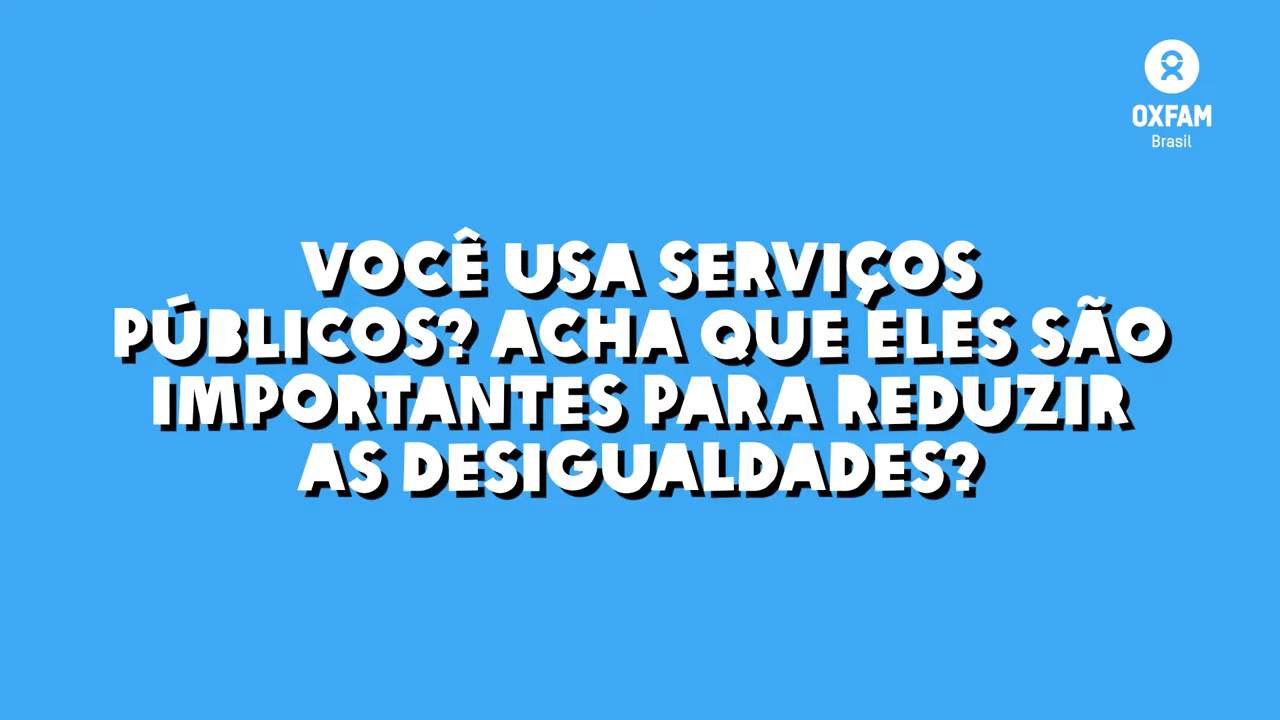 OXFAM
Brasil
VOCÊ USA SERVIÇOS
PÚBLICOS? ACHA QUE ELES SÃO
IMPORTANTES PARA REDUZIR
AS DESIGUALDADES?